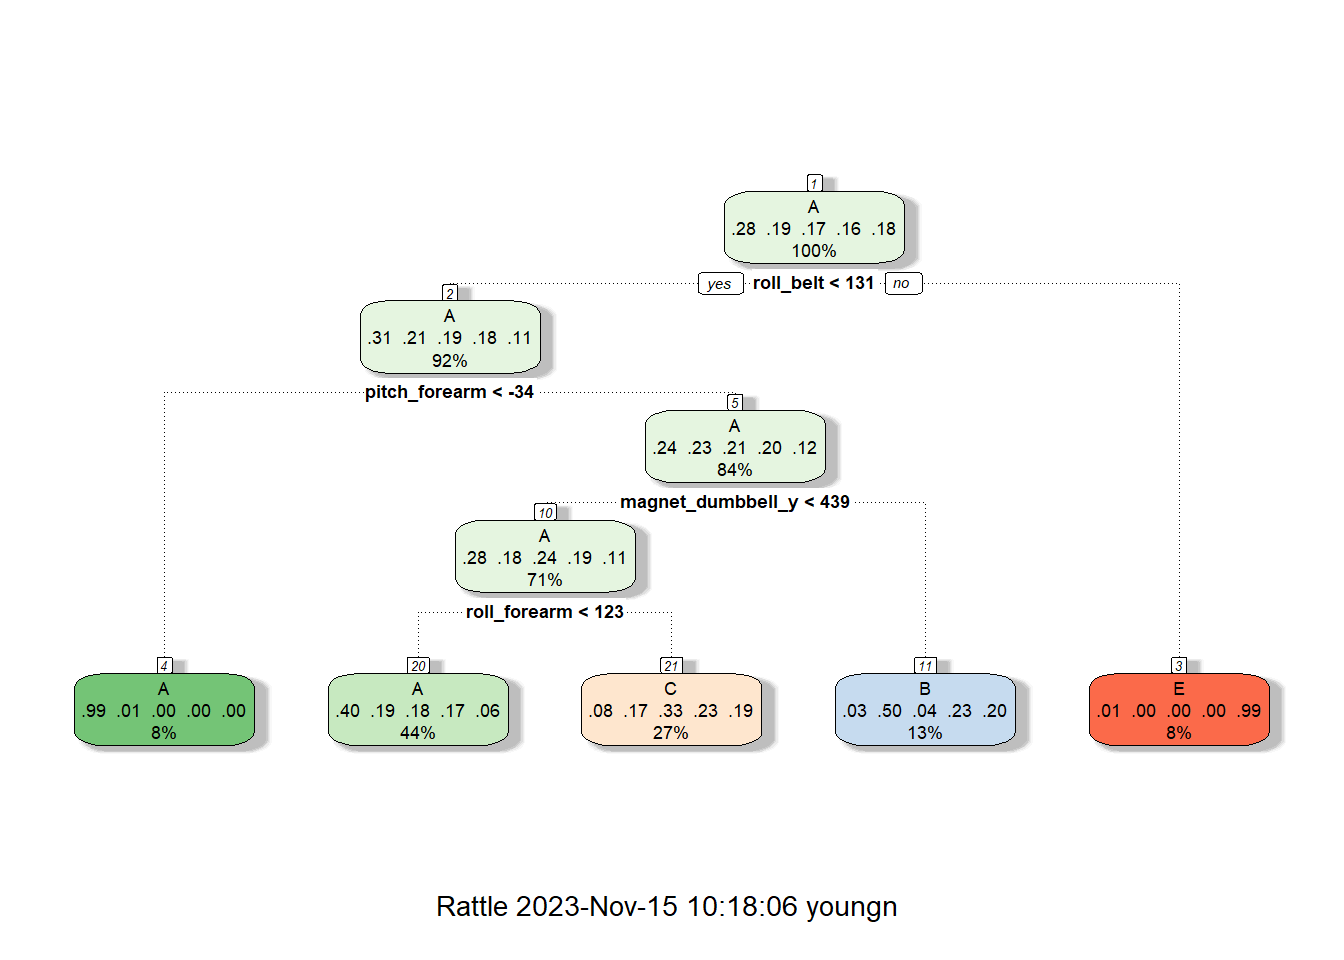 1
A
.28 .19 .17 .16 .18
100%
yes roll_belt < 131 no
2
A
.31 .21 .19 .18 .11
92%
pitch_forearm < -34
5
A
.24 .23 .21 .20 .12
84%
magnet_dumbbell_y < 439
10
A
.28 .18 .24 .19 .11
71%
roll_forearm < 123
4
A
.99 .01 .00 .00 .00
8%
20
A
.40 .19 .18 .17 .06
44%
21
C
.08 .17 .33 .23 .19
27%
11
B
.03 .50 .04 .23 .20
13%
3
E
.01 .00 .00 .00 .99
8%
Rattle 2023-Nov-15 10:18:06 youngn